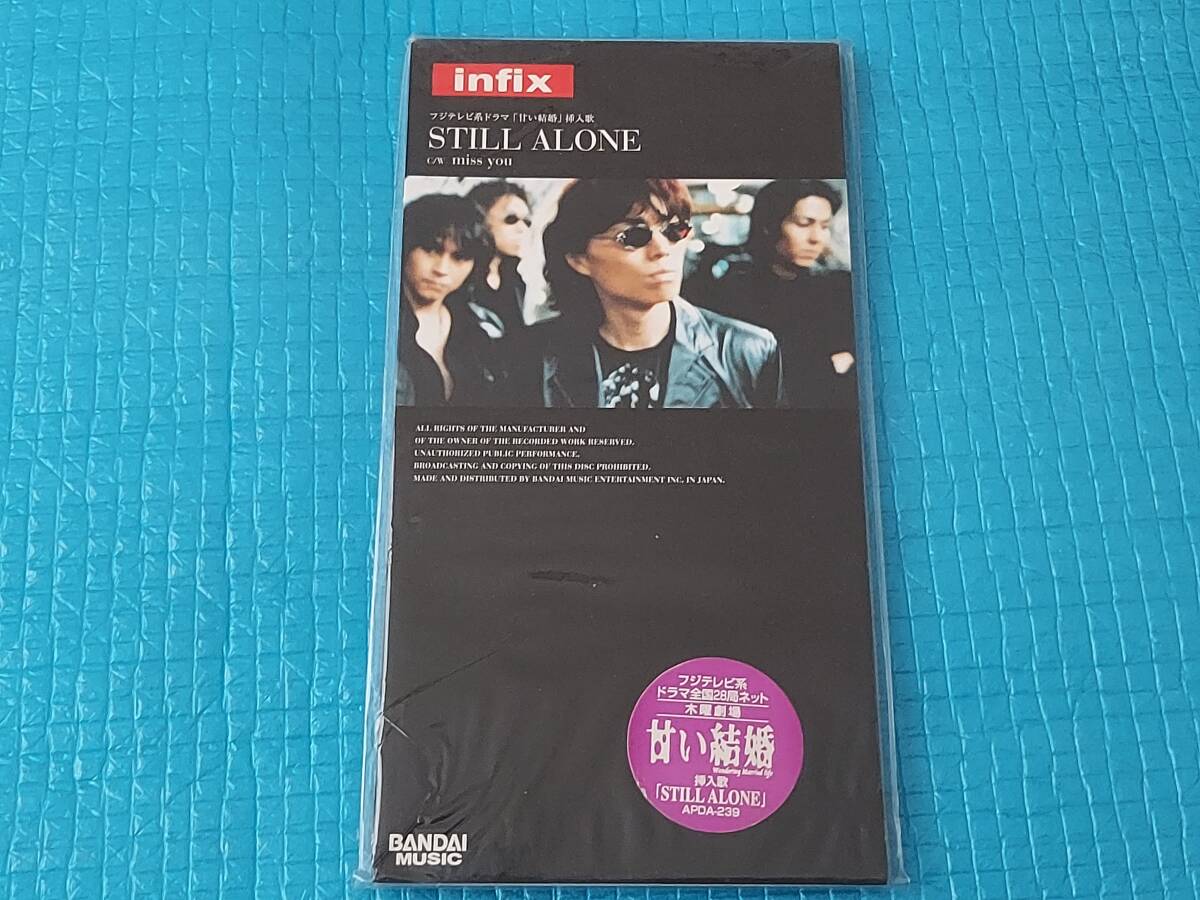 infix
フジテレビ系ドラマ「甘い結婚」挿入歌
STILL ALONE
C/W miss you
ALL RIGHTS OF THE MANUFACTURER AND
OF THE OWNER OF THE RECORDED WORK RESERVED.
UNAUTHORIZED PUBLIC PERFORMANCE.
BROADCASTING AND COPYING OF THIS DISC PROHIBITED.
MADE AND DISTRIBUTED BY BANDAI MUSIC ENTERTAINMENT INC. IN JAPAN.
フジテレビ系
ドラマ全国28局ネット
木曜劇場
甘い結婚
Wondering Married life
挿入歌
「STILL ALONE」
APDA-239
BANDAI
MUSIC